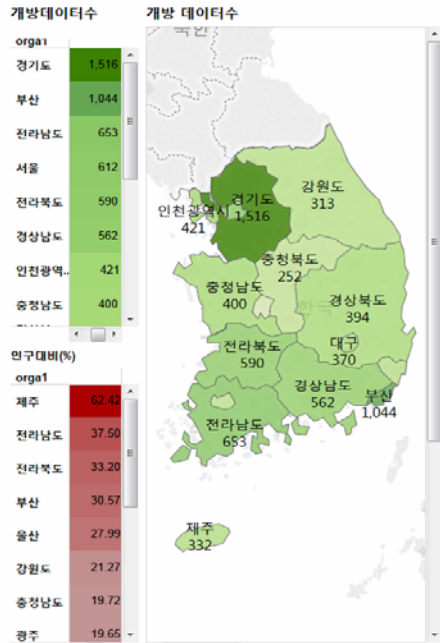 개방데이터수
orga1
경기도 1,516
부산 1,044
전라남도 653
서울 612
전라북도 590
경상남도 562
인천광역.. 421
충청남도 400
인구대비(%)
orga1
제주 62.42
전라남도 37.50
전라북도 33.20
부산 30.57
울산 27.99
강원도 21.27
충청남도 19.72
광주 19.65
개방 데이터수
북한
강원도
313
경기도
1,516
인천광역시
421
충청북도
252
충청남도
400
한국
경상북도
394
대구
370
전라북도
590
경상남도
562
부산
1,044
전라남도
653
제주
332